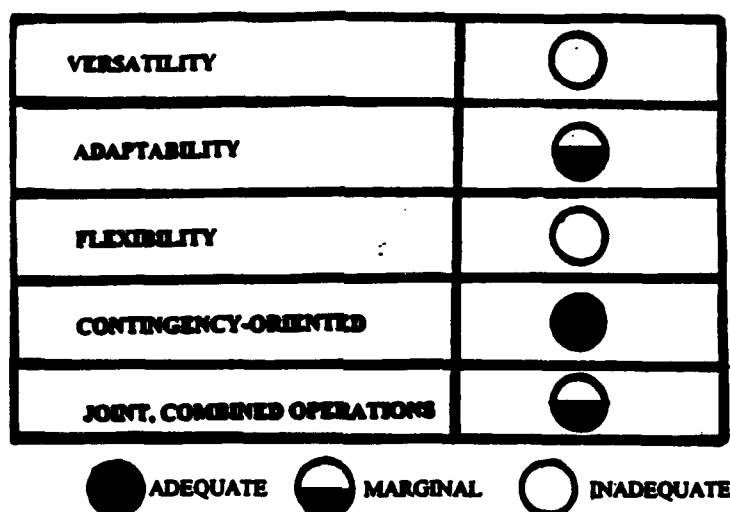 VERSATILITY
ADAPTABILITY
FLEXIBILITY
CONTINGENCY-ORIENTED
JOINT, COMBINED OPERATIONS
ADEQUATE MARGINAL INADEQUATE